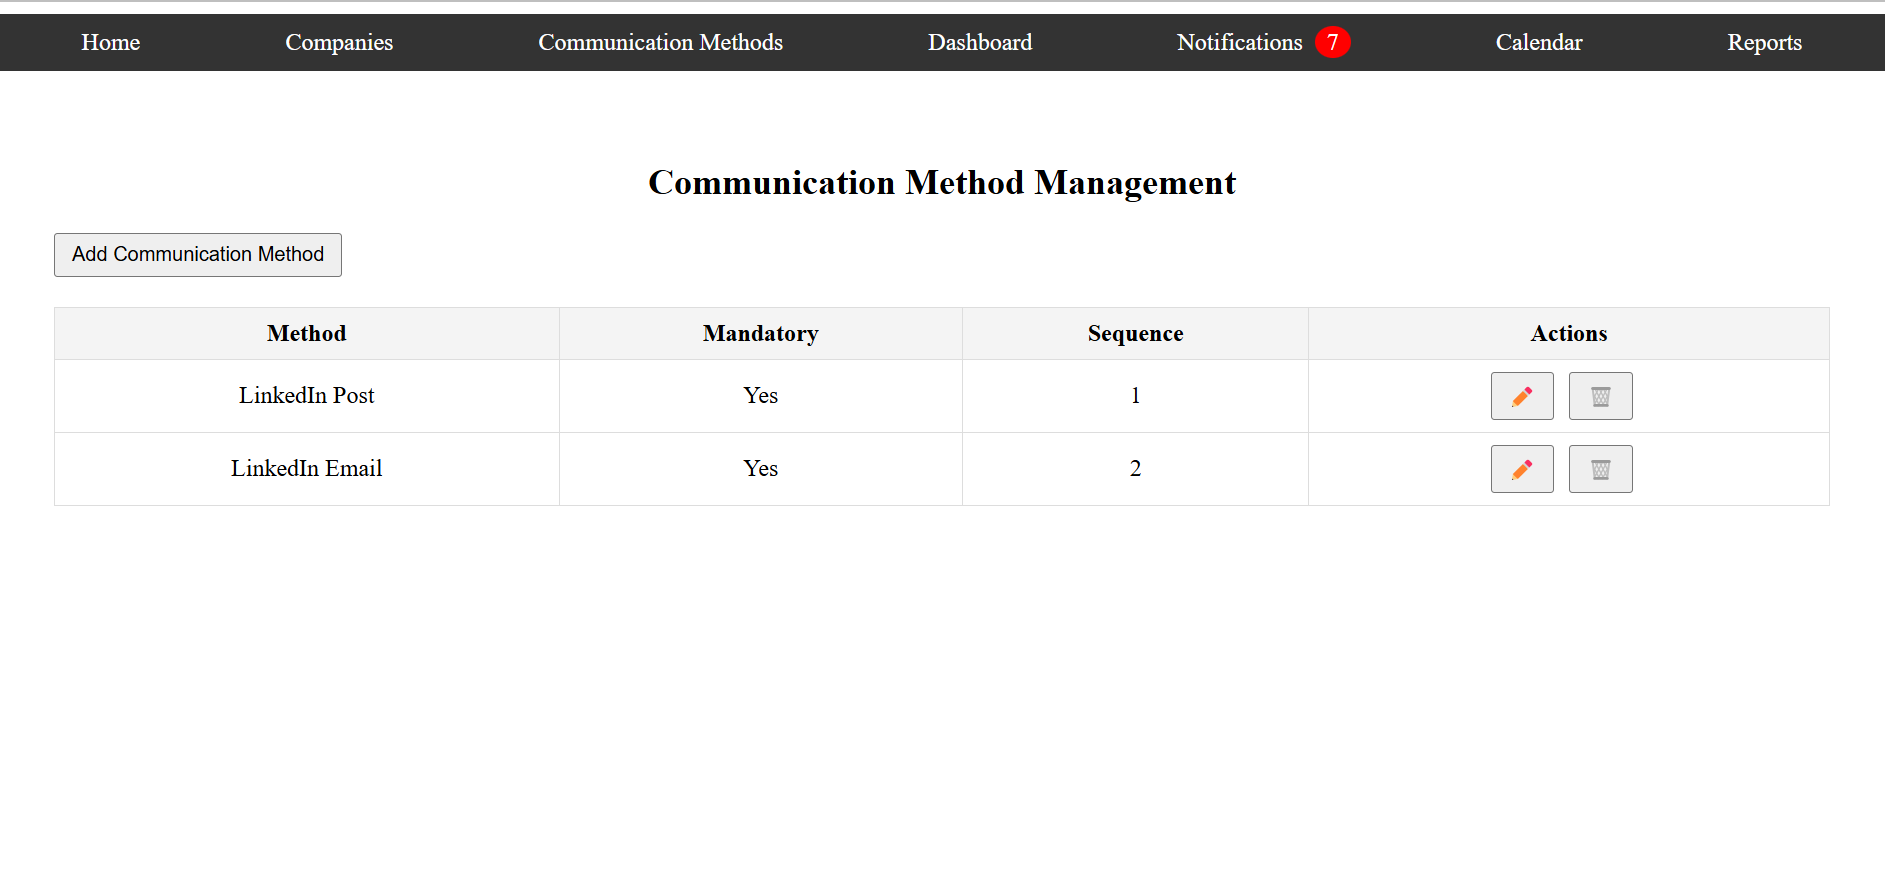 Home Companies Communication Methods Dashboard Notifications 7 Calendar Reports
Communication Method Management
Add Communication Method
Method Mandatory Sequence Actions
LinkedIn Post Yes 1
LinkedIn Email Yes 2